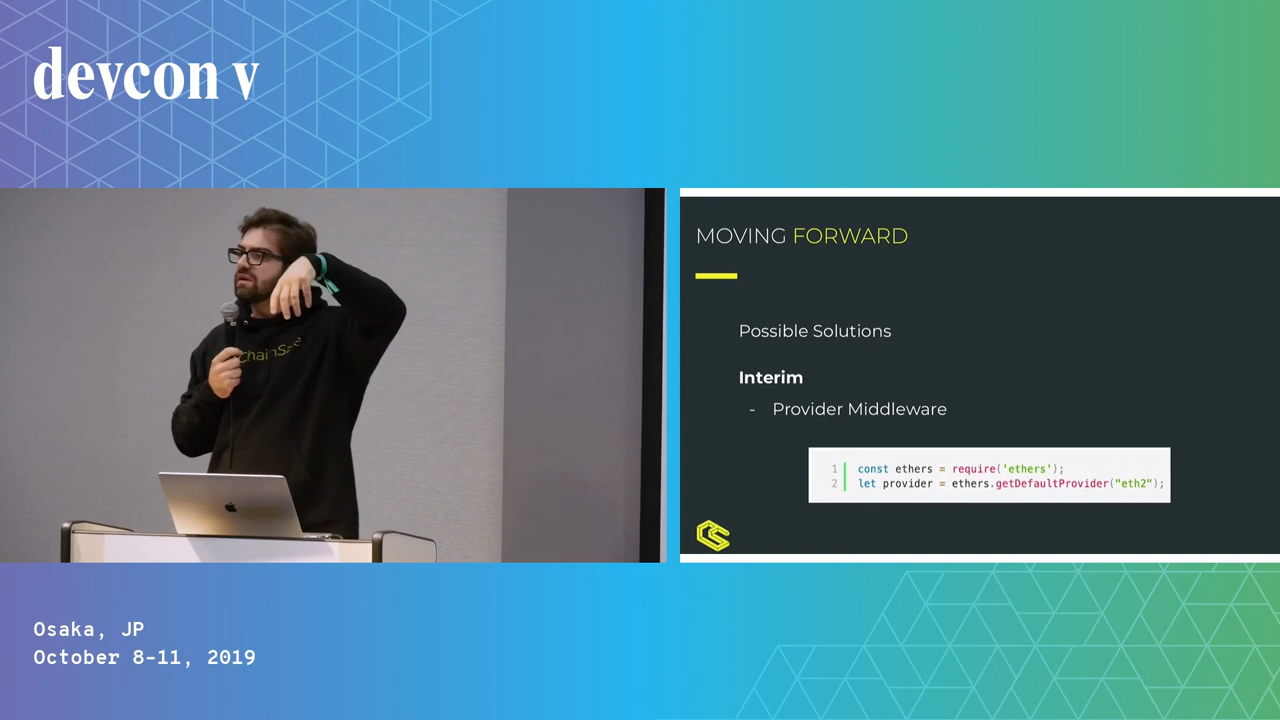 devcon v
ChainSafe
MOVING FORWARD
Possible Solutions
Interim
- Provider Middleware
1 const ethers = require('ethers');
2 let provider = ethers.getDefaultProvider("eth2");
Osaka, JP
October 8-11, 2019